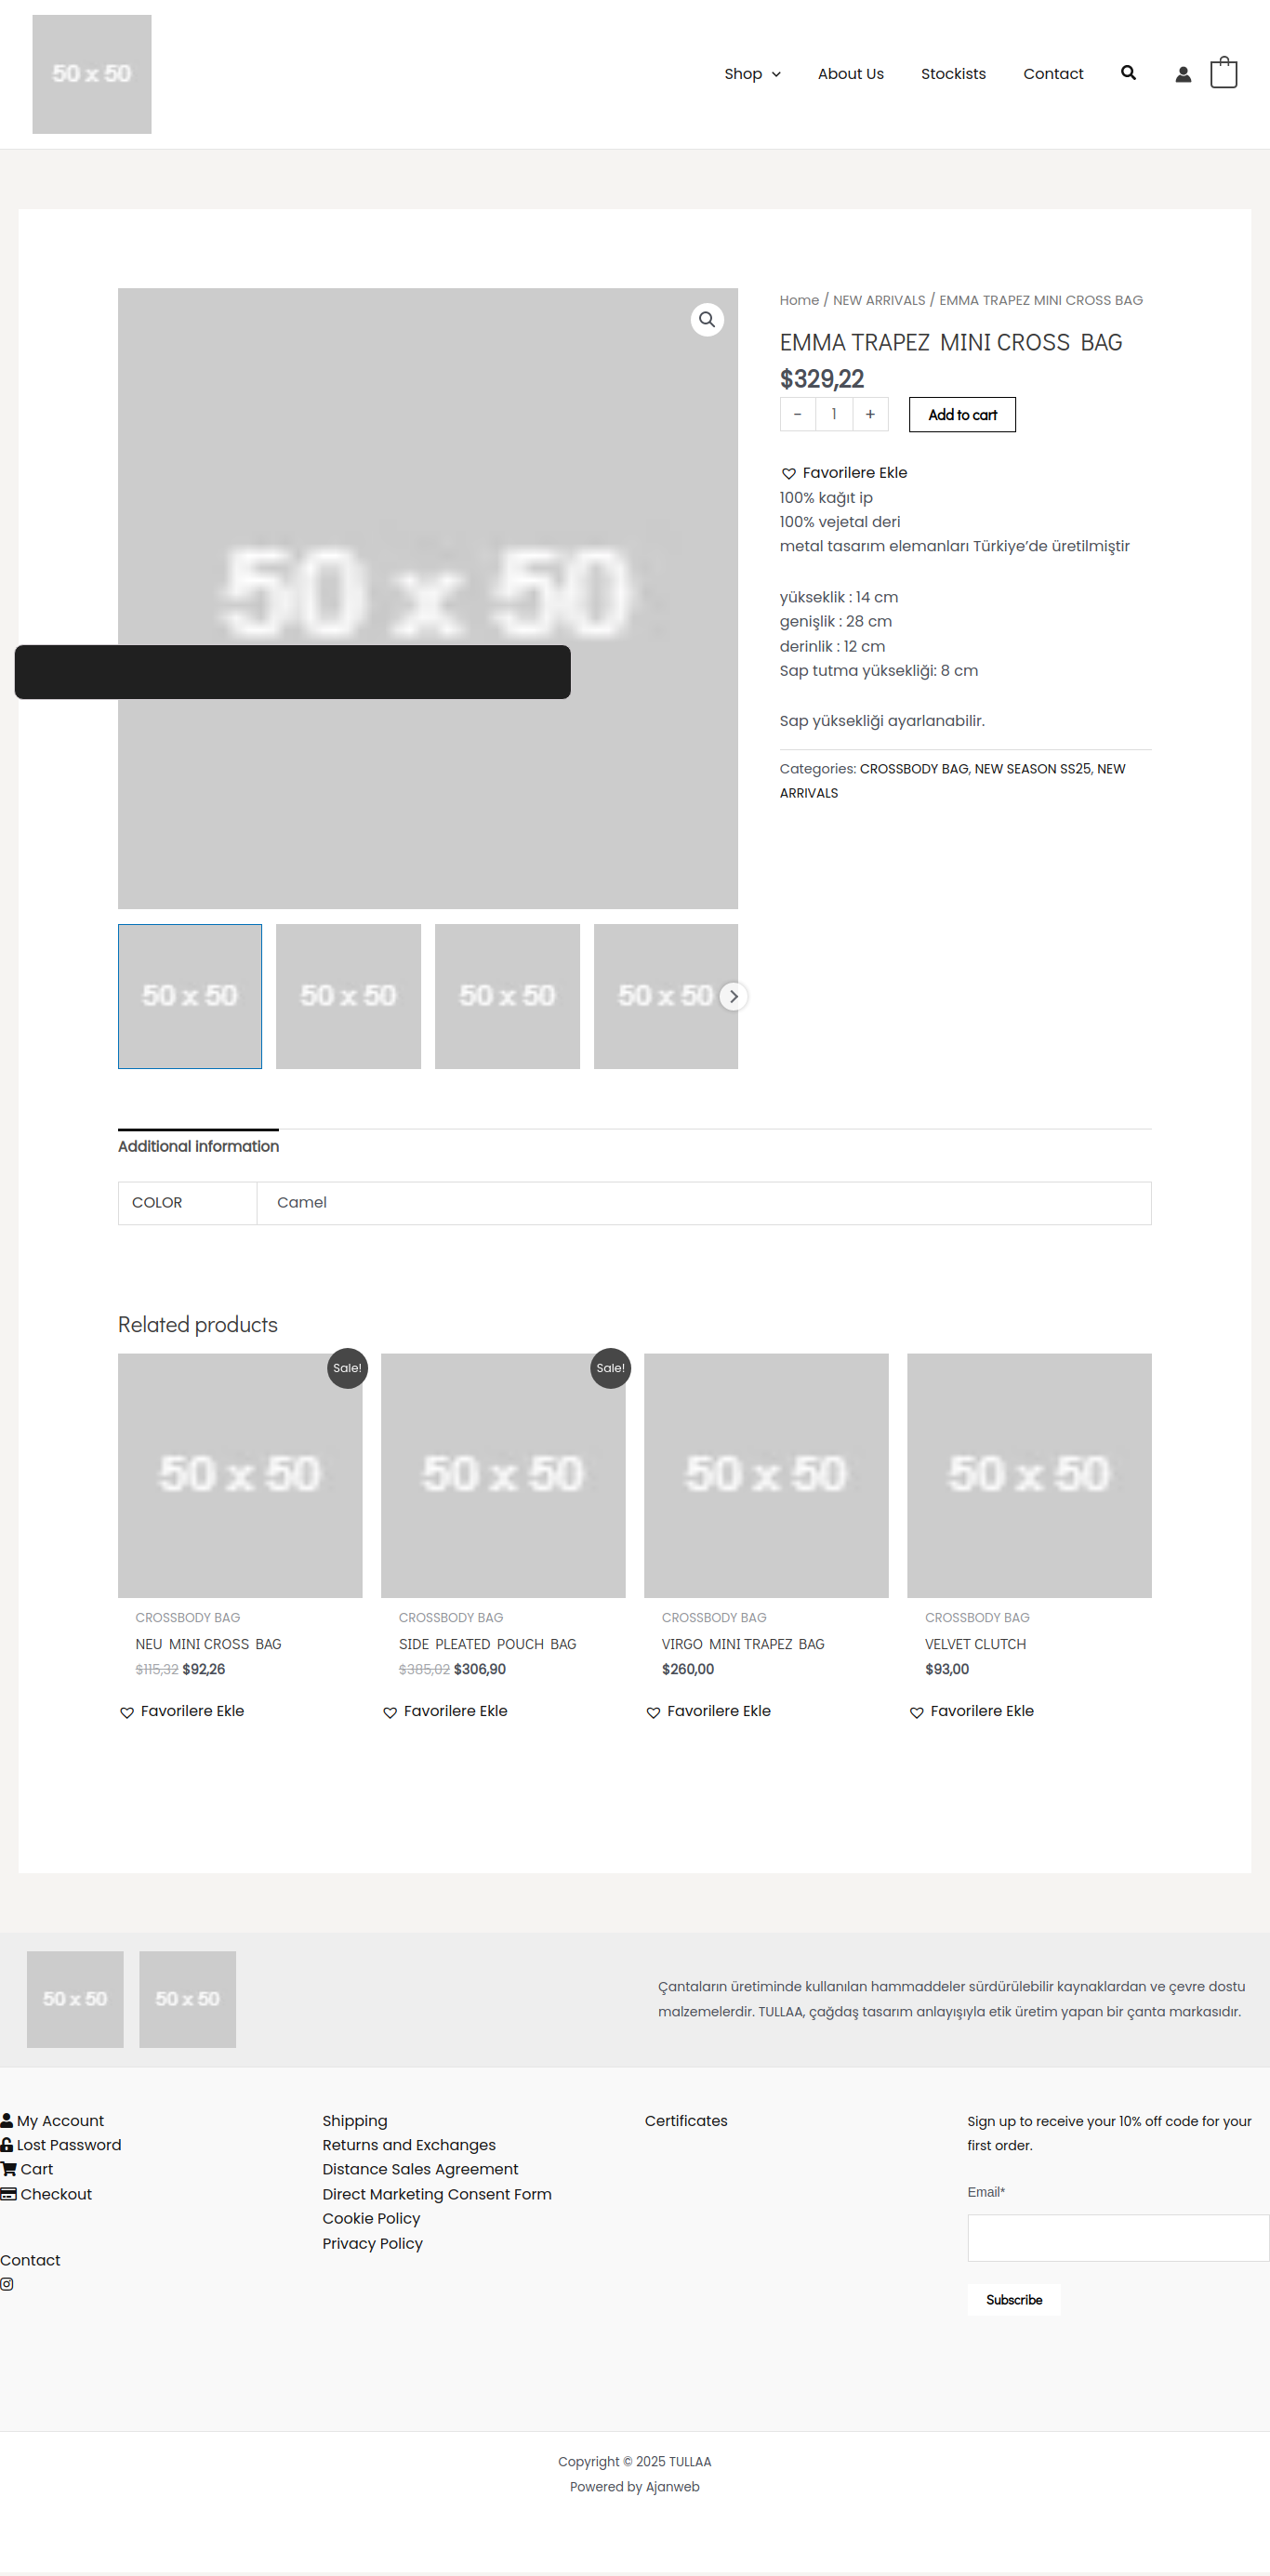 50 x 50
Shop
About Us
Stockists
Contact
50 x 50
Home / NEW ARRIVALS / EMMA TRAPEZ MINI CROSS BAG
EMMA TRAPEZ MINI CROSS BAG
$329,22
- 1 +
Add to cart
Favorilere Ekle
100% kağıt ip
100% vejetal deri
metal tasarım elemanları Türkiye’de üretilmiştir
yükseklik : 14 cm
genişlik : 28 cm
derinlik : 12 cm
Sap tutma yüksekliği: 8 cm
Sap yüksekliği ayarlanabilir.
Categories: CROSSBODY BAG, NEW SEASON SS25, NEW
ARRIVALS
50 x 50
50 x 50
50 x 50
50 x 50
Additional information
COLOR
Camel
Related products
50 x 50
Sale!
CROSSBODY BAG
NEU MINI CROSS BAG
$115,32 $92,26
Favorilere Ekle
50 x 50
Sale!
CROSSBODY BAG
SIDE PLEATED POUCH BAG
$385,02 $306,90
Favorilere Ekle
50 x 50
CROSSBODY BAG
VIRGO MINI TRAPEZ BAG
$260,00
Favorilere Ekle
50 x 50
CROSSBODY BAG
VELVET CLUTCH
$93,00
Favorilere Ekle
50 x 50
50 x 50
Çantaların üretiminde kullanılan hammaddeler sürdürülebilir kaynaklardan ve çevre dostu
malzemelerdir. TULLAA, çağdaş tasarım anlayışıyla etik üretim yapan bir çanta markasıdır.
My Account
Lost Password
Cart
Checkout
Contact
Shipping
Returns and Exchanges
Distance Sales Agreement
Direct Marketing Consent Form
Cookie Policy
Privacy Policy
Certificates
Sign up to receive your 10% off code for your
first order.
Email*
Subscribe
Copyright © 2025 TULLAA
Powered by Ajanweb